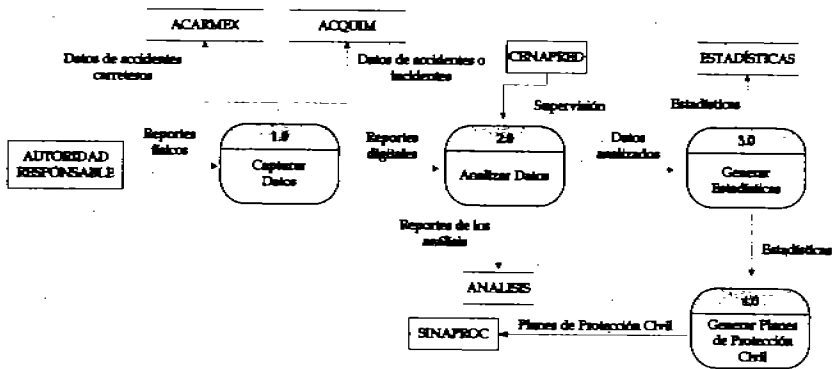 ACARMEX
ACQUIM
Datos de accidentes
carreteros
Datos de accidentes o
incidentes
CENAPRED
ESTADÍSTICAS
Supervisión
Estadísticas
AUTORIDAD
RESPONSABLE
Reportes
físicos
1.0
Capturar
Datos
Reportes
digitales
2.0
Analizar Datos
Datos
analizados
3.0
Generar
Estadísticas
Reportes de los
análisis
Estadísticas
ANALISIS
4.0
Generar Planes
de Protección
Civil
Planes de Protección Civil
SINAPROC